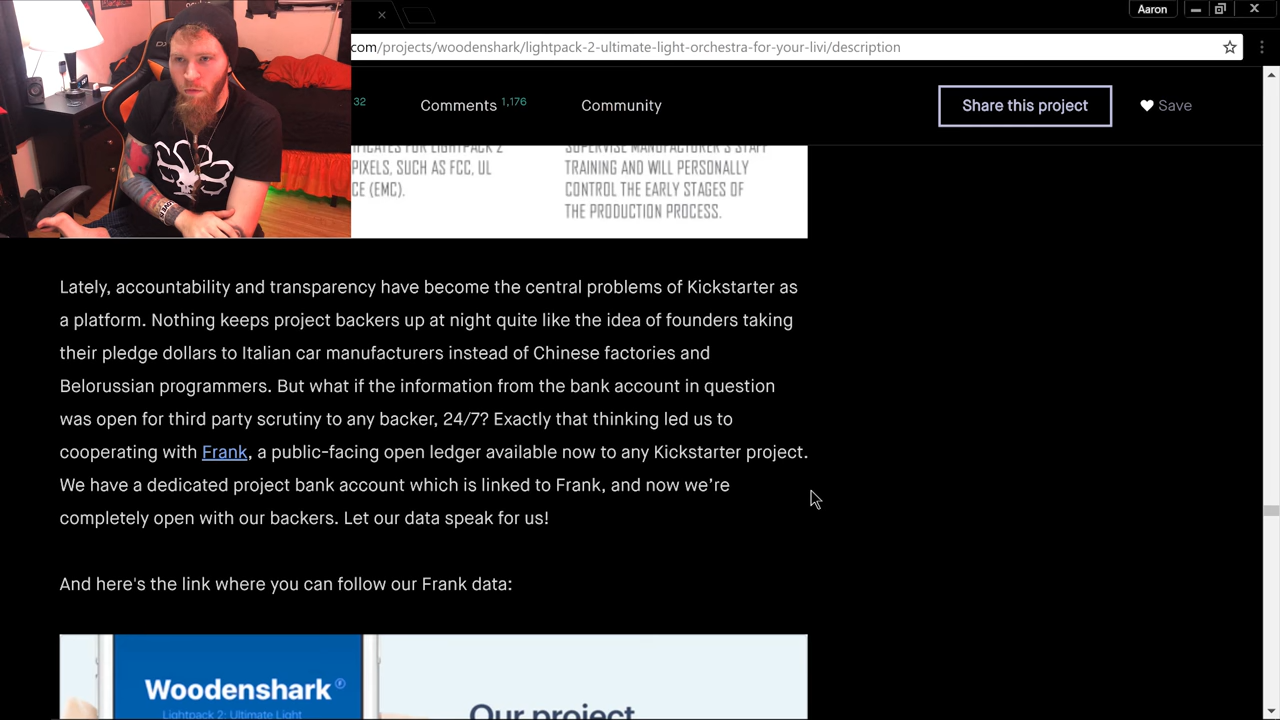 Aaron
com/projects/woodenshark/lightpack-2-ultimate-light-orchestra-for-your-livi/description
32
Comments 1,176
Community
Share this project
Save
PIXELS, SUCH AS FCC, UL
CE (EMC).
SUPERVISE MANUFACTURER'S STAFF
TRAINING AND WILL PERSONALLY
CONTROL THE EARLY STAGES OF
THE PRODUCTION PROCESS.
Lately, accountability and transparency have become the central problems of Kickstarter as
a platform. Nothing keeps project backers up at night quite like the idea of founders taking
their pledge dollars to Italian car manufacturers instead of Chinese factories and
Belorussian programmers. But what if the information from the bank account in question
was open for third party scrutiny to any backer, 24/7? Exactly that thinking led us to
cooperating with Frank, a public-facing open ledger available now to any Kickstarter project.
We have a dedicated project bank account which is linked to Frank, and now we're
completely open with our backers. Let our data speak for us!
And here's the link where you can follow our Frank data:
Woodenshark
Lightpack 2: Ultimate Light
Our project